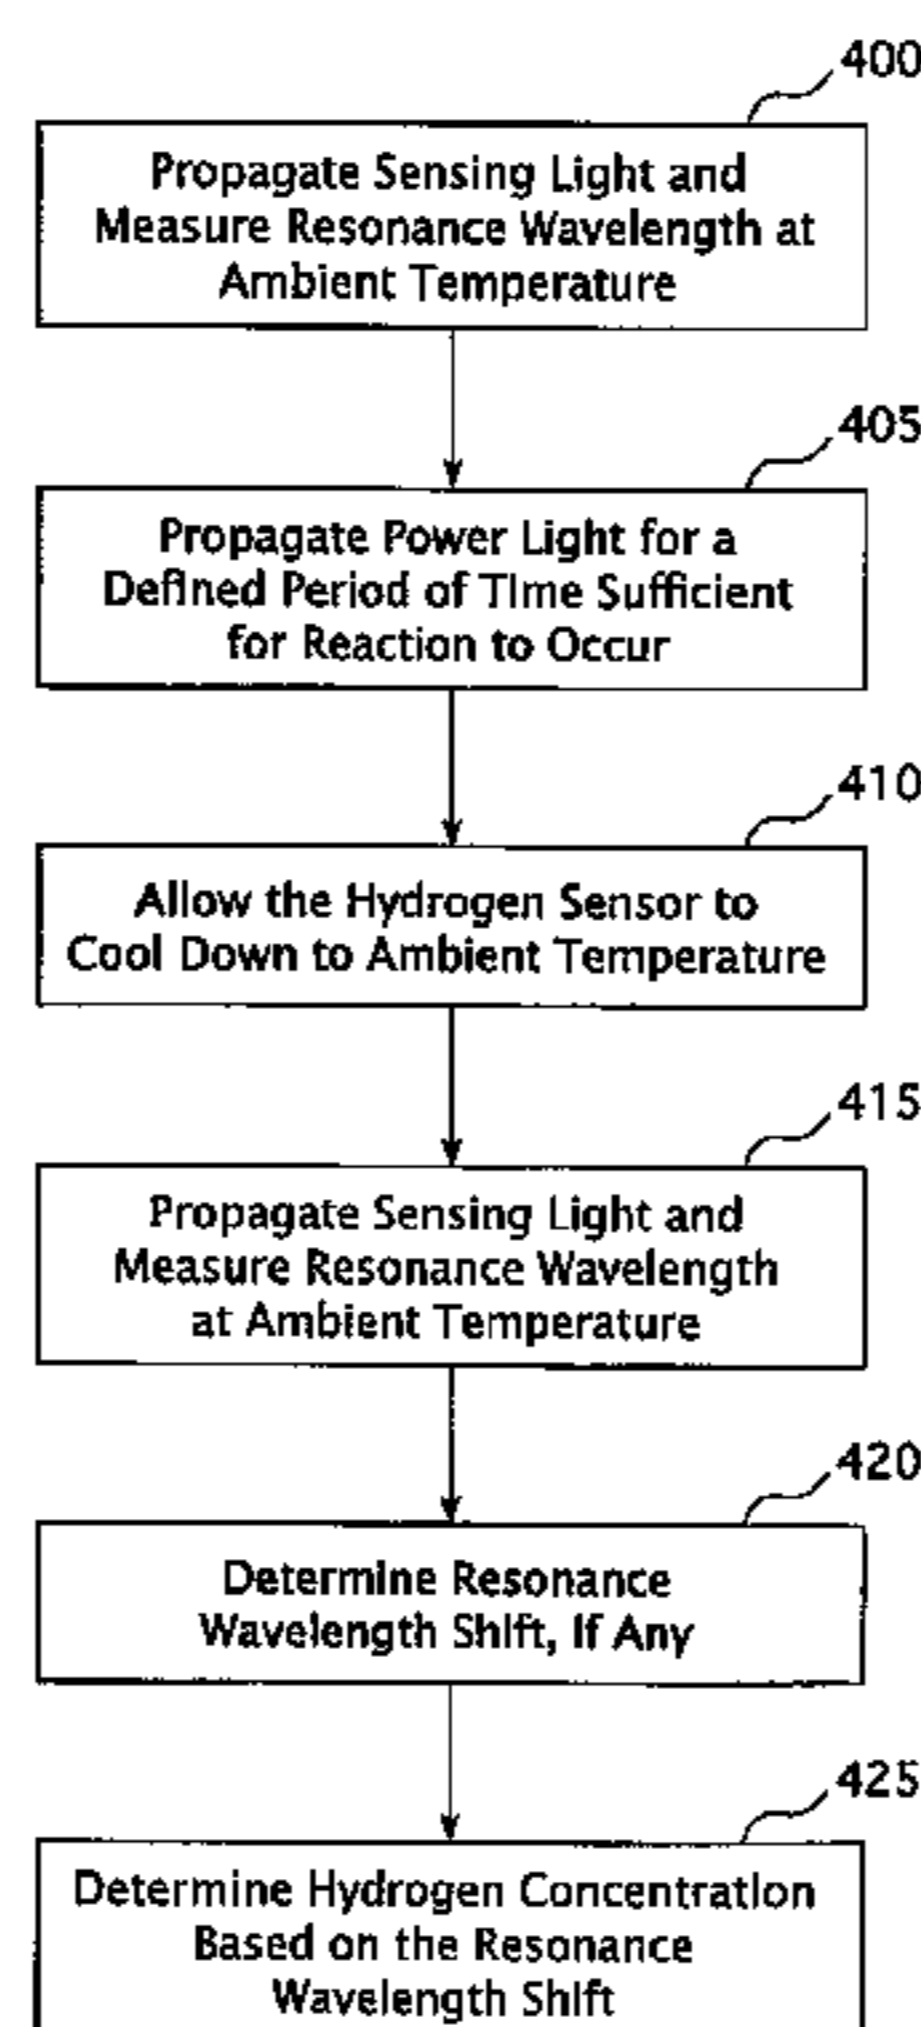 400
Propagate Sensing Light and
Measure Resonance Wavelength at
Ambient Temperature
405
Propagate Power Light for a
Defined Period of Time Sufficient
for Reaction to Occur
410
Allow the Hydrogen Sensor to
Cool Down to Ambient Temperature
415
Propagate Sensing Light and
Measure Resonance Wavelength
at Ambient Temperature
420
Determine Resonance
Wavelength Shift, If Any
425
Determine Hydrogen Concentration
Based on the Resonance
Wavelength Shift